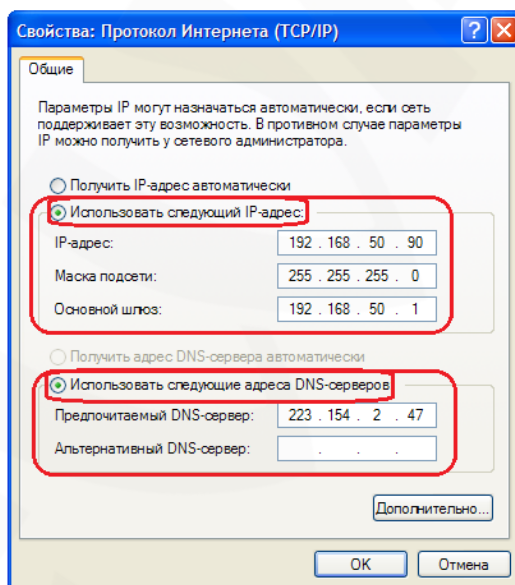 Свойства: Протокол Интернета (TCP/IP)
Общие
Параметры IP могут назначаться автоматически, если сеть
поддерживает эту возможность. В противном случае параметры
IP можно получить у сетевого администратора.
Получить IP-адрес автоматически
Использовать следующий IP-адрес:
IP-адрес: 192 . 168 . 50 . 90
Маска подсети: 255 . 255 . 255 . 0
Основной шлюз: 192 . 168 . 50 . 1
Получить адрес DNS-сервера автоматически
Использовать следующие адреса DNS-серверов
Предпочитаемый DNS-сервер: 223 . 154 . 2 . 47
Альтернативный DNS-сервер: . . .
Дополнительно...
OK Отмена